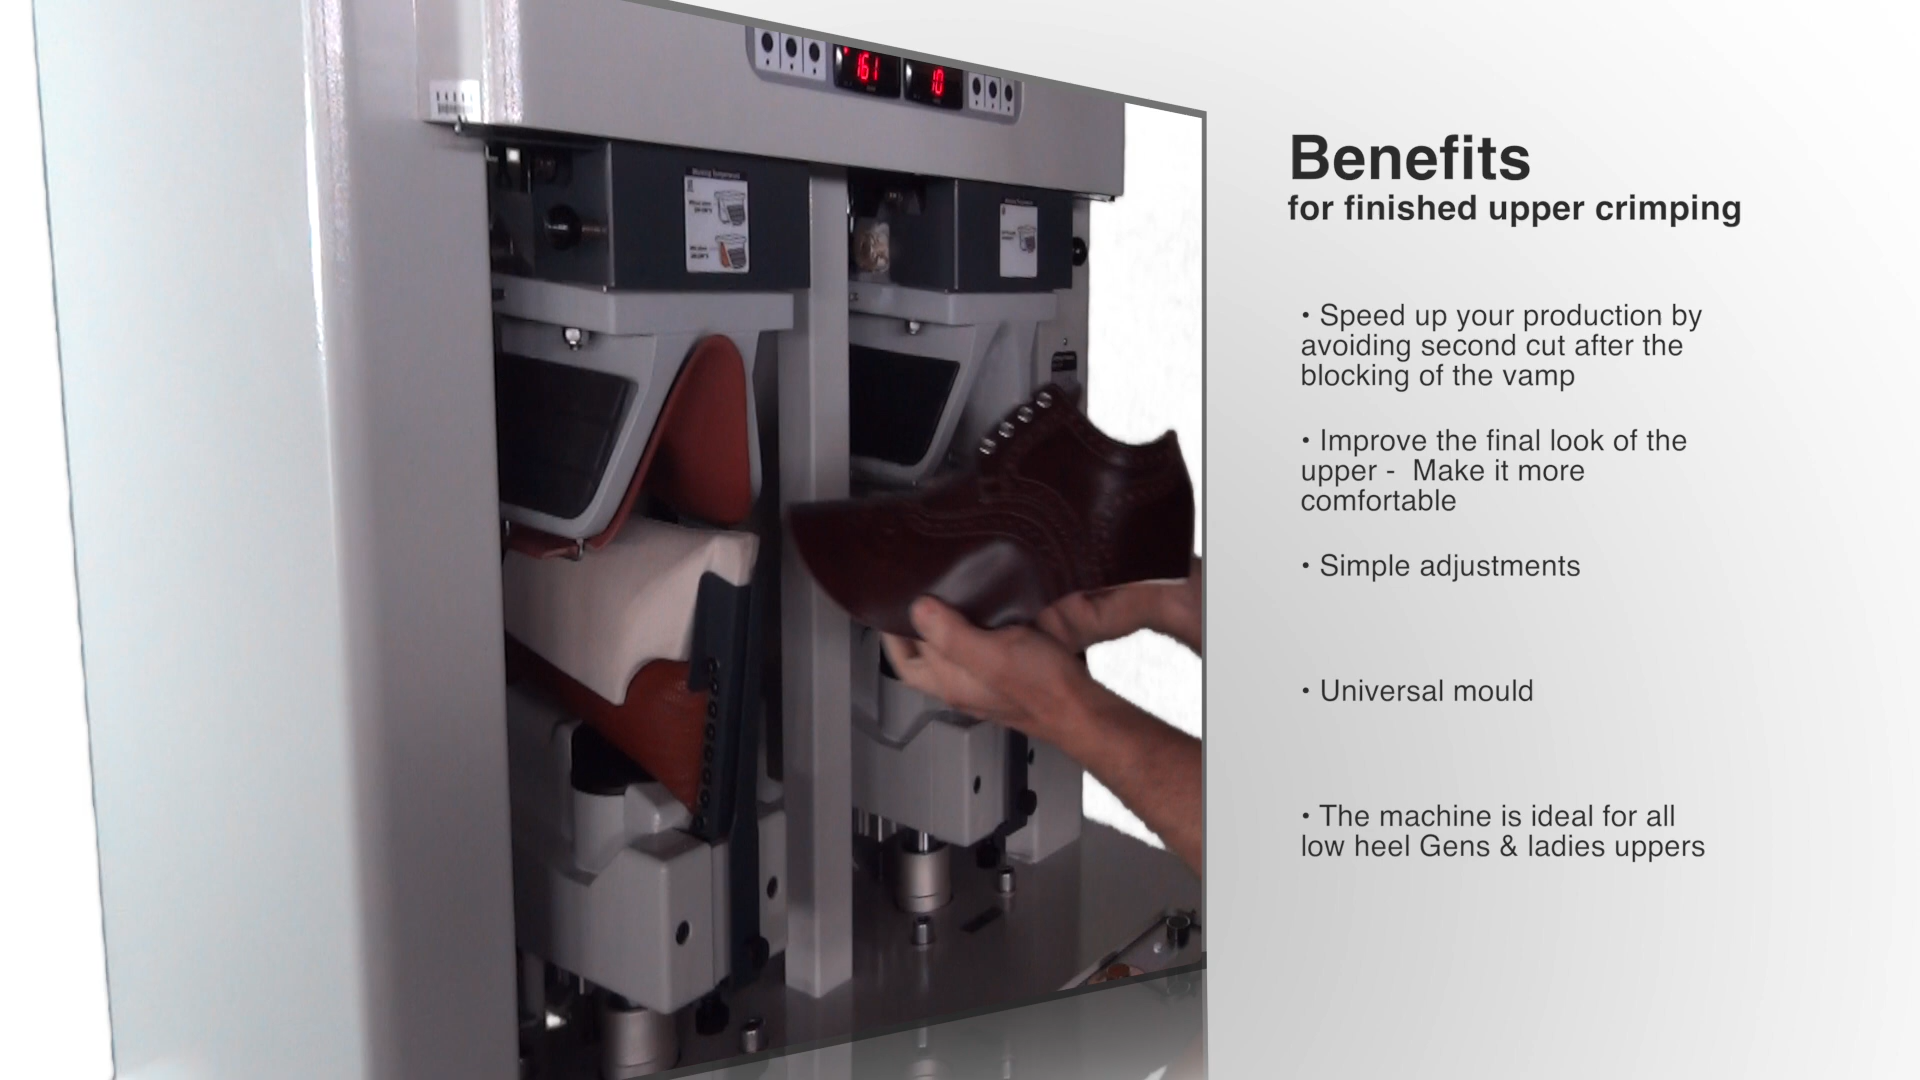 161
10
Benefits
for finished upper crimping
• Speed up your production by
avoiding second cut after the
blocking of the vamp
• Improve the final look of the
upper -  Make it more
comfortable
• Simple adjustments
• Universal mould
• The machine is ideal for all
low heel Gens & ladies uppers